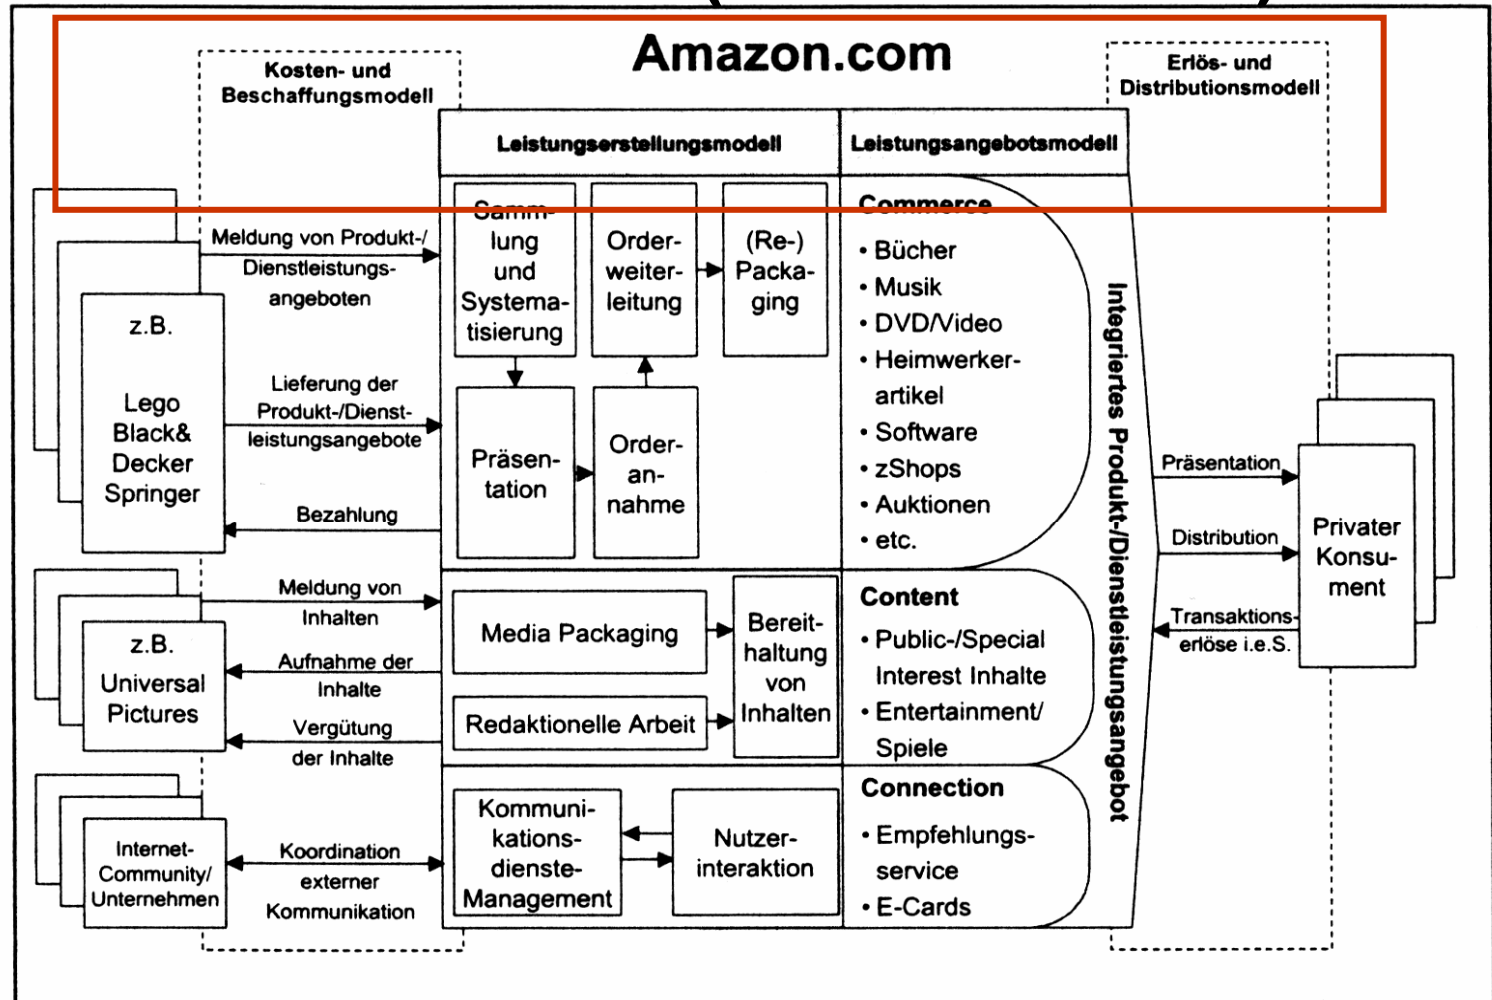 Amazon.com
Kosten- und
Beschaffungsmodell
Erlös- und
Distributionsmodell
Leistungserstellungsmodell
Leistungsangebotsmodell
z.B.
Lego
Black&
Decker
Springer
Meldung von Produkt-/
Dienstleistungs-
angeboten
Lieferung der
Produkt-/Dienst-
leistungsangebote
Bezahlung
Samm-
lung
und
Systema-
tisierung
Order-
weiter-
leitung
(Re-)
Packa-
ging
Präsen-
tation
Order-
an-
nahme
Commerce
• Bücher
• Musik
• DVD/Video
• Heimwerker-
artikel
• Software
• zShops
• Auktionen
• etc.
z.B.
Universal
Pictures
Meldung von
Inhalten
Aufnahme der
Inhalte
Vergütung
der Inhalte
Media Packaging
Redaktionelle Arbeit
Bereit-
haltung
von
Inhalten
Content
• Public-/Special
Interest Inhalte
• Entertainment/
Spiele
Internet-
Community/
Unternehmen
Koordination
externer
Kommunikation
Kommuni-
kations-
dienste-
Management
Nutzer-
interaktion
Connection
• Empfehlungs-
service
• E-Cards
Integriertes Produkt-/Dienstleistungsangebot
Präsentation
Distribution
Transaktions-
erlöse i.e.S.
Privater
Konsu-
ment